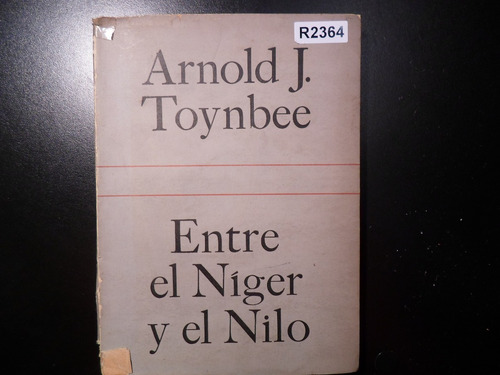 R2364
Arnold J.
Toynbee
Entre
el Níger
y el Nilo